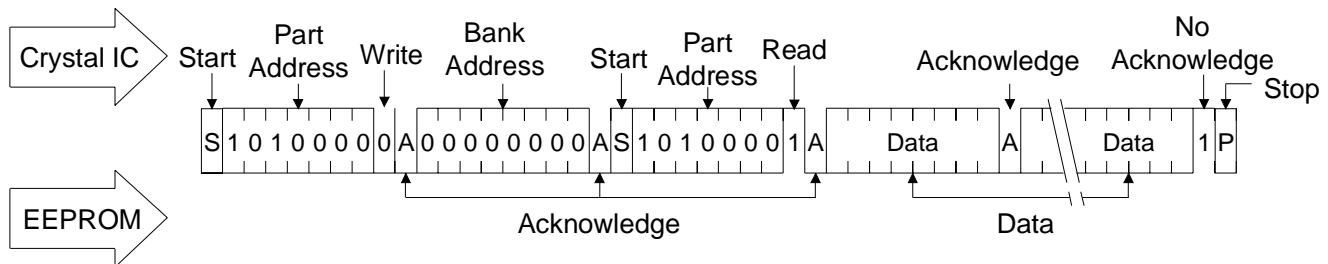 Crystal IC
Start
Part
Address
Write
Bank
Address
Start
Part
Address
Read
Acknowledge
No
Acknowledge
Stop
S 1 0 1 0 0 0 0 0 A 0 0 0 0 0 0 0 0 A S 1 0 1 0 0 0 0 1 A Data A Data 1 P
EEPROM
Acknowledge
Data